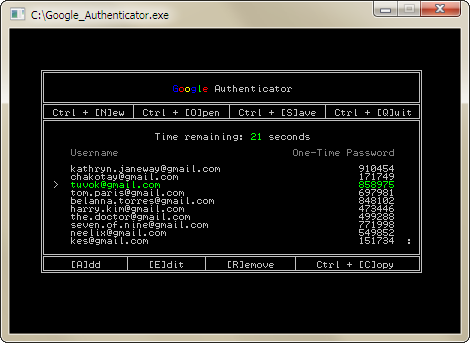 C:\Google_Authenticator.exe
Google Authenticator
Ctrl + [N]ew Ctrl + [O]pen Ctrl + [S]ave Ctrl + [Q]uit
Time remaining: 21 seconds
Username One-Time Password
kathryn.janeway@gmail.com 910454
chakotay@gmail.com 171749
> tuvok@gmail.com 858975
tom.paris@gmail.com 697981
belanna.torres@gmail.com 848102
harry.kim@gmail.com 473446
the.doctor@gmail.com 499288
seven.of.nine@gmail.com 771998
neelix@gmail.com 549852
kes@gmail.com 151734 :
[A]dd [E]dit [R]emove Ctrl + [C]opy